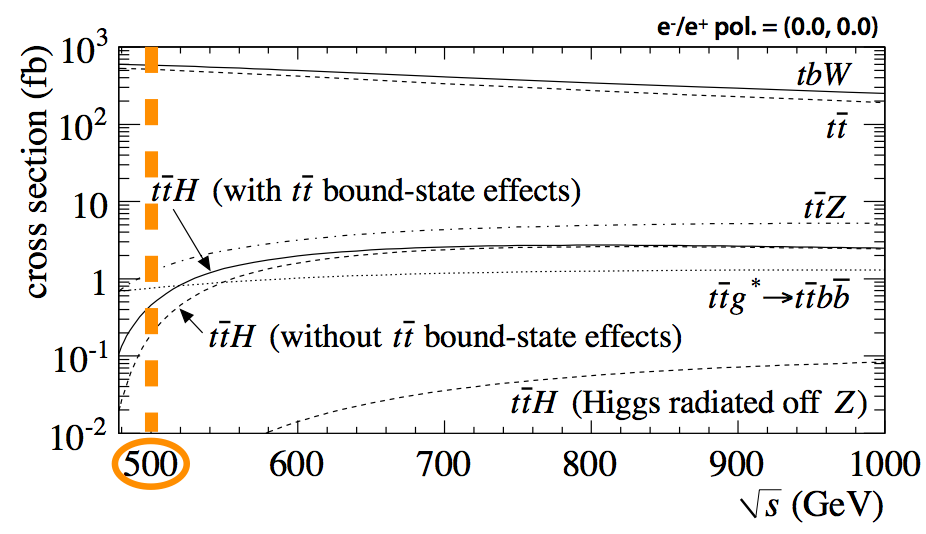 e-/e+ pol. = (0.0, 0.0)
cross section (fb)
10³
10²
10
1
10⁻¹
10⁻²
tbW
tt̄
tt̄H (with tt̄ bound-state effects)
tt̄Z
tt̄g* → tt̄bb̄
tt̄H (without tt̄ bound-state effects)
tt̄H (Higgs radiated off Z)
500 600 700 800 900 1000
√s (GeV)